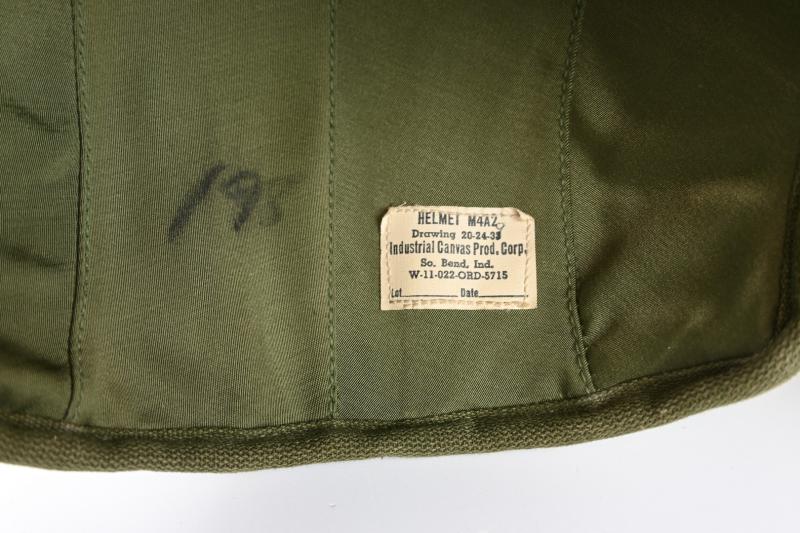 195
HELMET M4A2
Drawing 20-24-33
Industrial Canvas Prod. Corp.
So. Bend, Ind.
W-11-022-ORD-5715
Lot Date